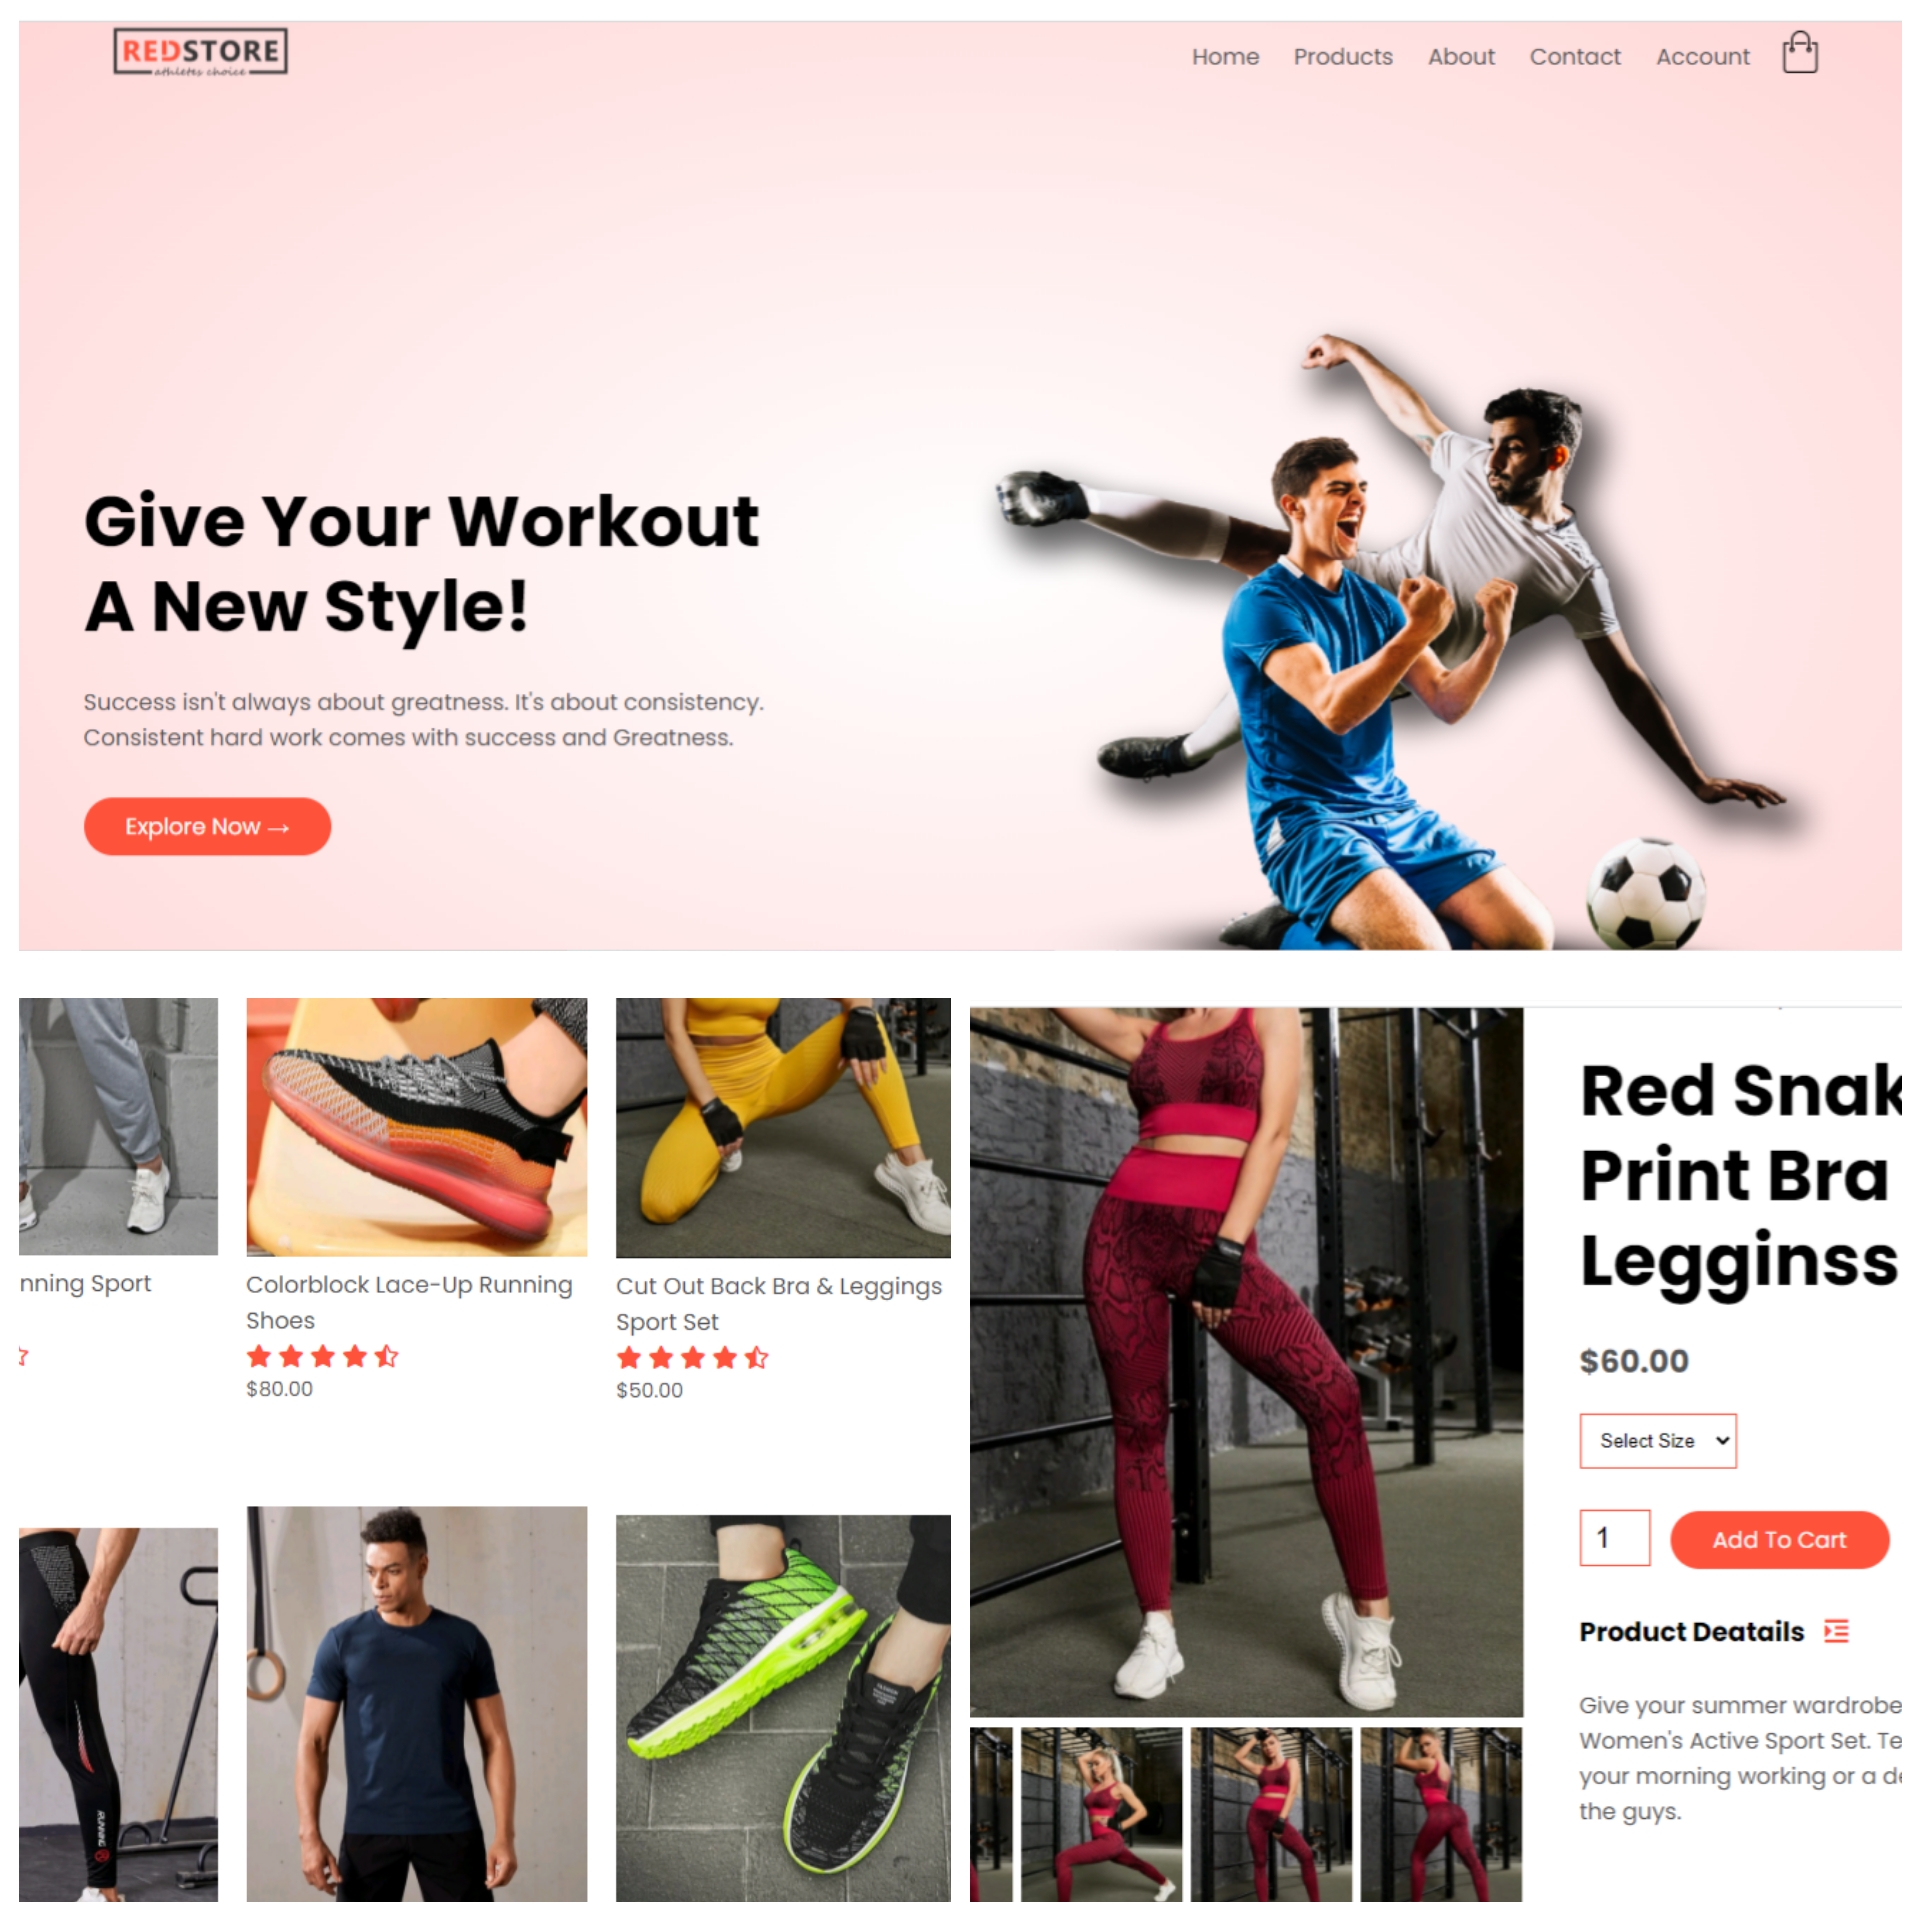 REDSTORE
athletes choice
Home Products About Contact Account
Give Your Workout
A New Style!
Success isn't always about greatness. It's about consistency.
Consistent hard work comes with success and Greatness.
Explore Now →
nning Sport
Colorblock Lace-Up Running
Shoes
$80.00
Cut Out Back Bra & Leggings
Sport Set
$50.00
RUNNING
Red Snak
Print Bra
Legginss
$60.00
Select Size
1
Add To Cart
Product Deatails
Give your summer wardrobe
Women's Active Sport Set. Te
your morning working or a de
the guys.